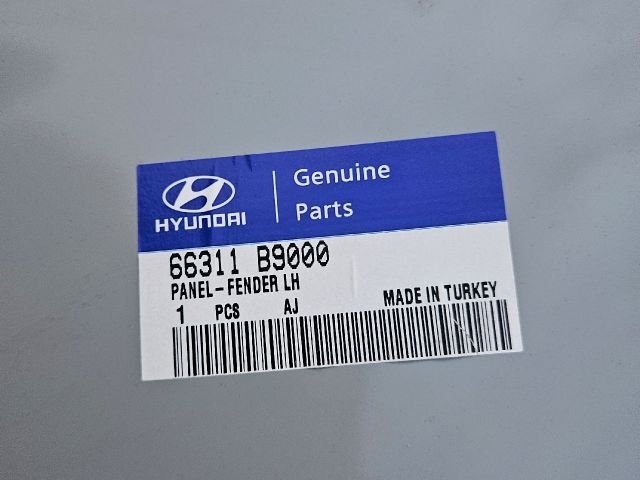 HYUNDAI
Genuine
Parts
66311 B9000
PANEL-FENDER LH
1 PCS AJ MADE IN TURKEY